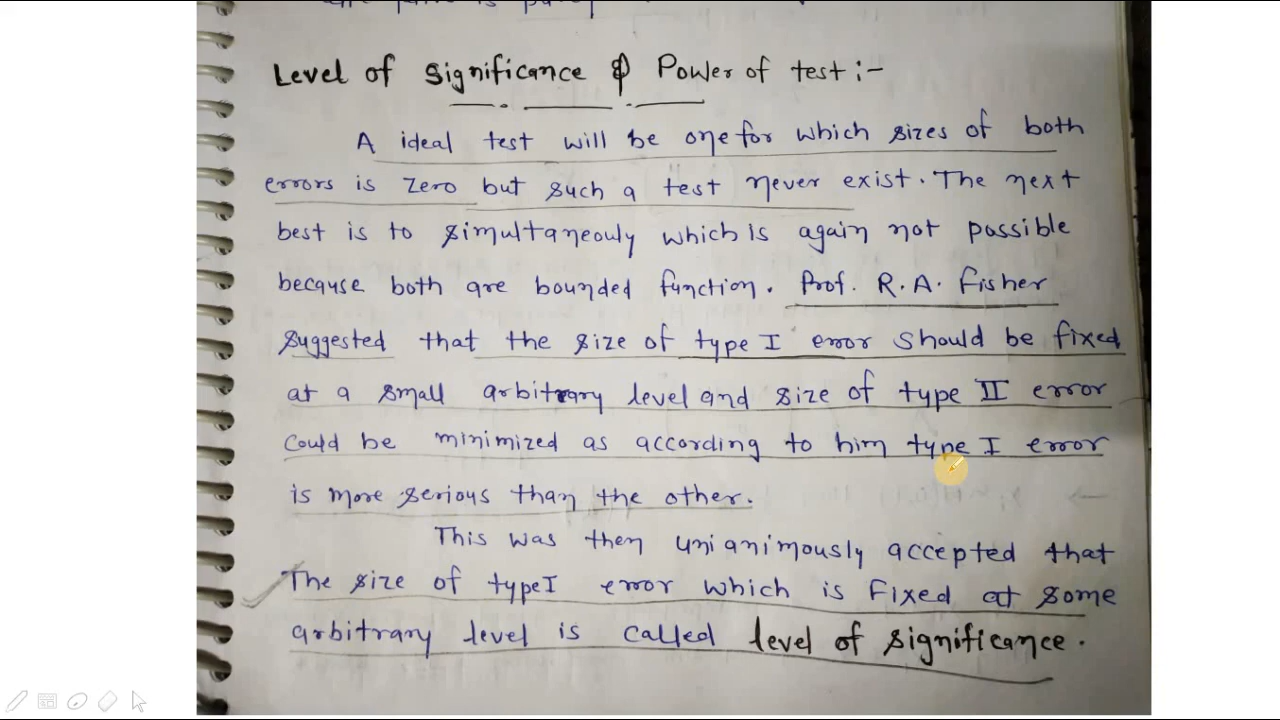 Level of Significance & Power of test :-
A ideal test will be one for which sizes of both
errors is zero but such a test never exist. The next
best is to simultaneouly which is again not possible
because both are bounded function. Prof. R.A. Fisher
suggested that the size of type I error should be fixed
at a small arbitrary level and size of type II error
could be minimized as according to him type I error
is more serious than the other.
This was then unianimously accepted that
The size of type I error which is Fixed at some
arbitrary level is called level of significance.